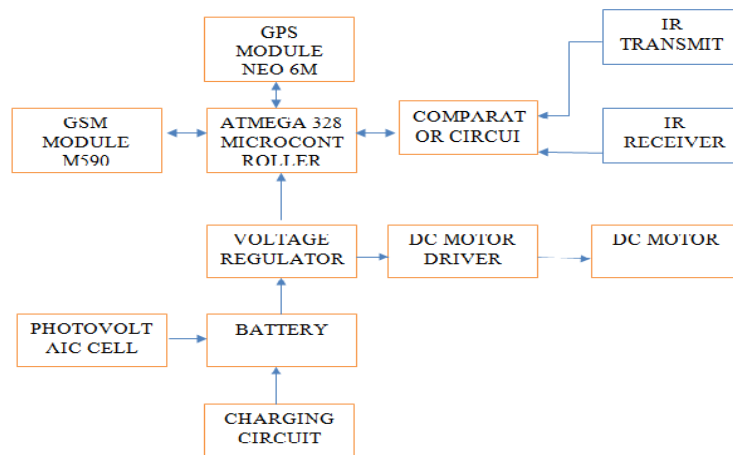 GPS
MODULE
NEO 6M
IR
TRANSMIT
GSM
MODULE
M590
ATMEGA 328
MICROCONT
ROLLER
COMPARAT
OR CIRCUI
IR
RECEIVER
VOLTAGE
REGULATOR
DC MOTOR
DRIVER
DC MOTOR
PHOTOVOLT
AIC CELL
BATTERY
CHARGING
CIRCUIT